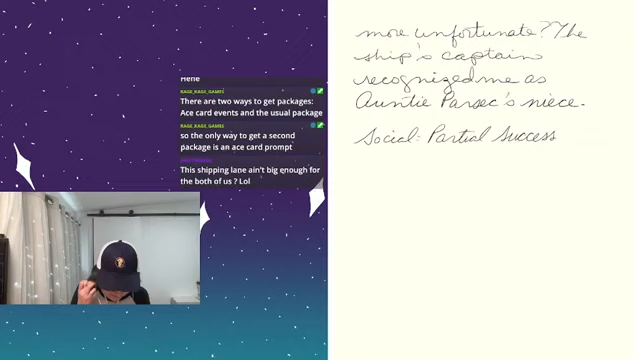 Hehe
RAGE_KAGE_GAMES
There are two ways to get packages:
Ace card events and the usual package
RAGE_KAGE_GAMES
so the only way to get a second
package is an ace card prompt
This shipping lane ain't big enough for
the both of us ? Lol
more unfortunate? The
ship's captain
recognized me as
Auntie Parsec's niece.
Social: Partial Success